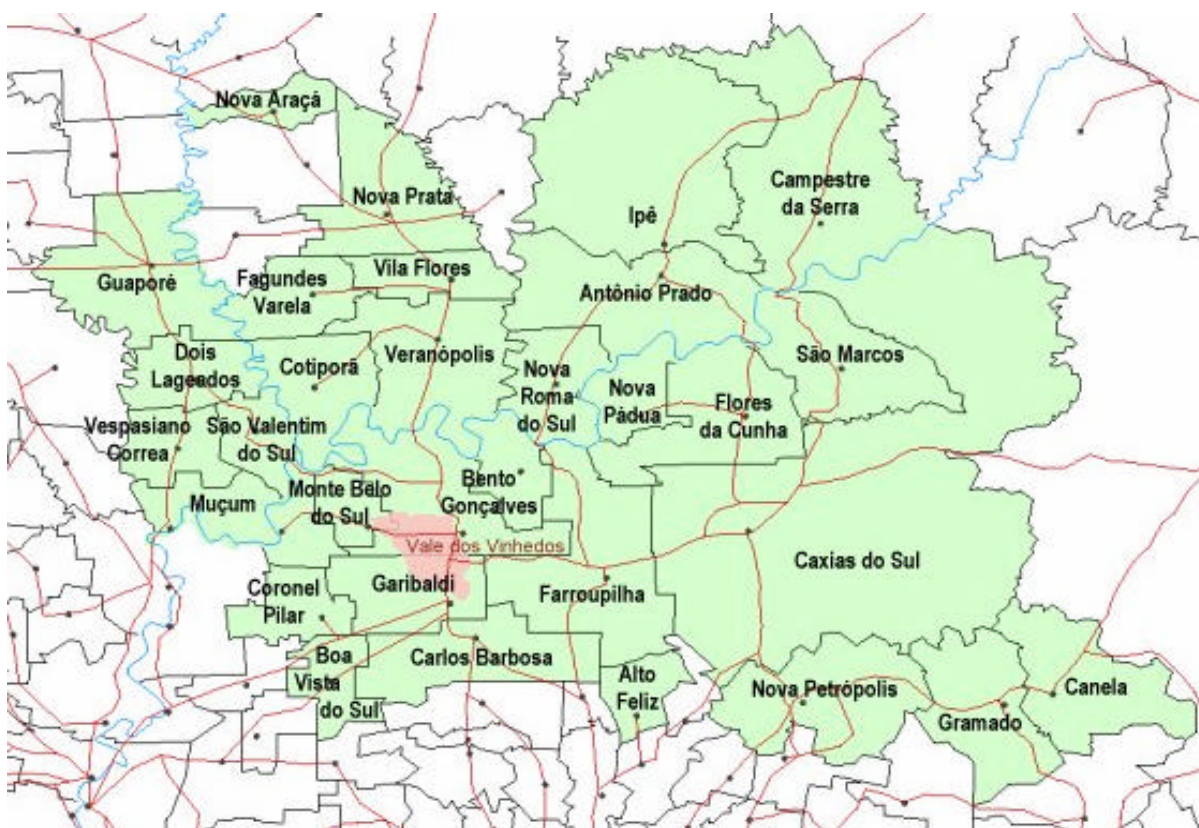 Nova Araçá
Nova Prata
Campestre
da Serra
Ipê
Guaporé
Fagundes
Varela
Vila Flores
Antônio Prado
Dois
Lageados
Cotiporã
Veranópolis
Nova
Roma
do Sul
Nova
Pádua
Flores
da Cunha
São Marcos
Vespasiano
Correa
São Valentim
do Sul
Muçum
Monte Belo
do Sul
Bento
Gonçalves
Vale dos Vinhedos
Coronel
Pilar
Garibaldi
Farroupilha
Caxias do Sul
Boa
Vista
do Sul
Carlos Barbosa
Alto
Feliz
Nova Petrópolis
Gramado
Canela